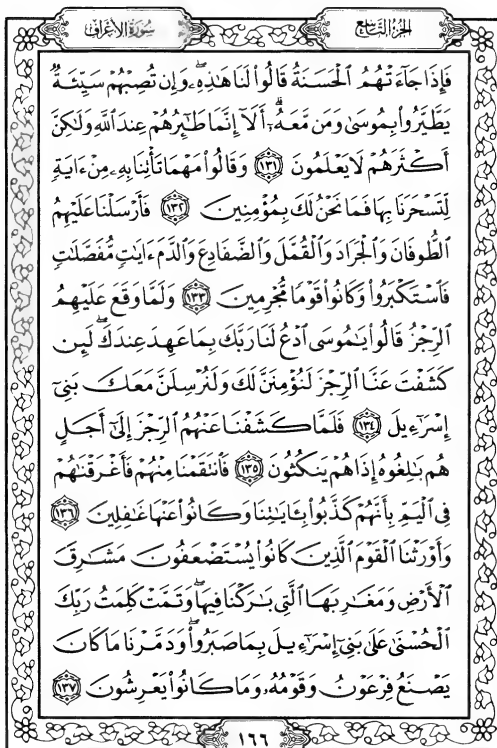 الجزء التاسع
سورة الأعراف
فَإِذَا جَآءَتْهُمُ ٱلْحَسَنَةُ قَالُوا۟ لَنَا هَٰذِهِۦ ۖ وَإِن تُصِبْهُمْ سَيِّئَةٌ
يَطَّيَّرُوا۟ بِمُوسَىٰ وَمَن مَّعَهُۥٓ ۗ أَلَآ إِنَّمَا طَٰٓئِرُهُمْ عِندَ ٱللَّهِ وَلَٰكِنَّ
أَكْثَرَهُمْ لَا يَعْلَمُونَ ١٣١ وَقَالُوا۟ مَهْمَا تَأْتِنَا بِهِۦ مِنْ ءَايَةٍ
لِّتَسْحَرَنَا بِهَا فَمَا نَحْنُ لَكَ بِمُؤْمِنِينَ ١٣٢ فَأَرْسَلْنَا عَلَيْهِمُ
ٱلطُّوفَانَ وَٱلْجَرَادَ وَٱلْقُمَّلَ وَٱلضَّفَادِعَ وَٱلدَّمَ ءَايَٰتٍ مُّفَصَّلَٰتٍ
فَٱسْتَكْبَرُوا۟ وَكَانُوا۟ قَوْمًا مُّجْرِمِينَ ١٣٣ وَلَمَّا وَقَعَ عَلَيْهِمُ
ٱلرِّجْزُ قَالُوا۟ يَٰمُوسَى ٱدْعُ لَنَا رَبَّكَ بِمَا عَهِدَ عِندَكَ ۖ لَئِن
كَشَفْتَ عَنَّا ٱلرِّجْزَ لَنُؤْمِنَنَّ لَكَ وَلَنُرْسِلَنَّ مَعَكَ بَنِىٓ
إِسْرَٰٓءِيلَ ١٣٤ فَلَمَّا كَشَفْنَا عَنْهُمُ ٱلرِّجْزَ إِلَىٰٓ أَجَلٍ
هُم بَٰلِغُوهُ إِذَا هُمْ يَنكُثُونَ ١٣٥ فَٱنتَقَمْنَا مِنْهُمْ فَأَغْرَقْنَٰهُمْ
فِى ٱلْيَمِّ بِأَنَّهُمْ كَذَّبُوا۟ بِـَٔايَٰتِنَا وَكَانُوا۟ عَنْهَا غَٰفِلِينَ ١٣٦
وَأَوْرَثْنَا ٱلْقَوْمَ ٱلَّذِينَ كَانُوا۟ يُسْتَضْعَفُونَ مَشَٰرِقَ
ٱلْأَرْضِ وَمَغَٰرِبَهَا ٱلَّتِى بَٰرَكْنَا فِيهَا ۖ وَتَمَّتْ كَلِمَتُ رَبِّكَ
ٱلْحُسْنَىٰ عَلَىٰ بَنِىٓ إِسْرَٰٓءِيلَ بِمَا صَبَرُوا۟ ۖ وَدَمَّرْنَا مَا كَانَ
يَصْنَعُ فِرْعَوْنُ وَقَوْمُهُۥ وَمَا كَانُوا۟ يَعْرِشُونَ ١٣٧
١٦٦